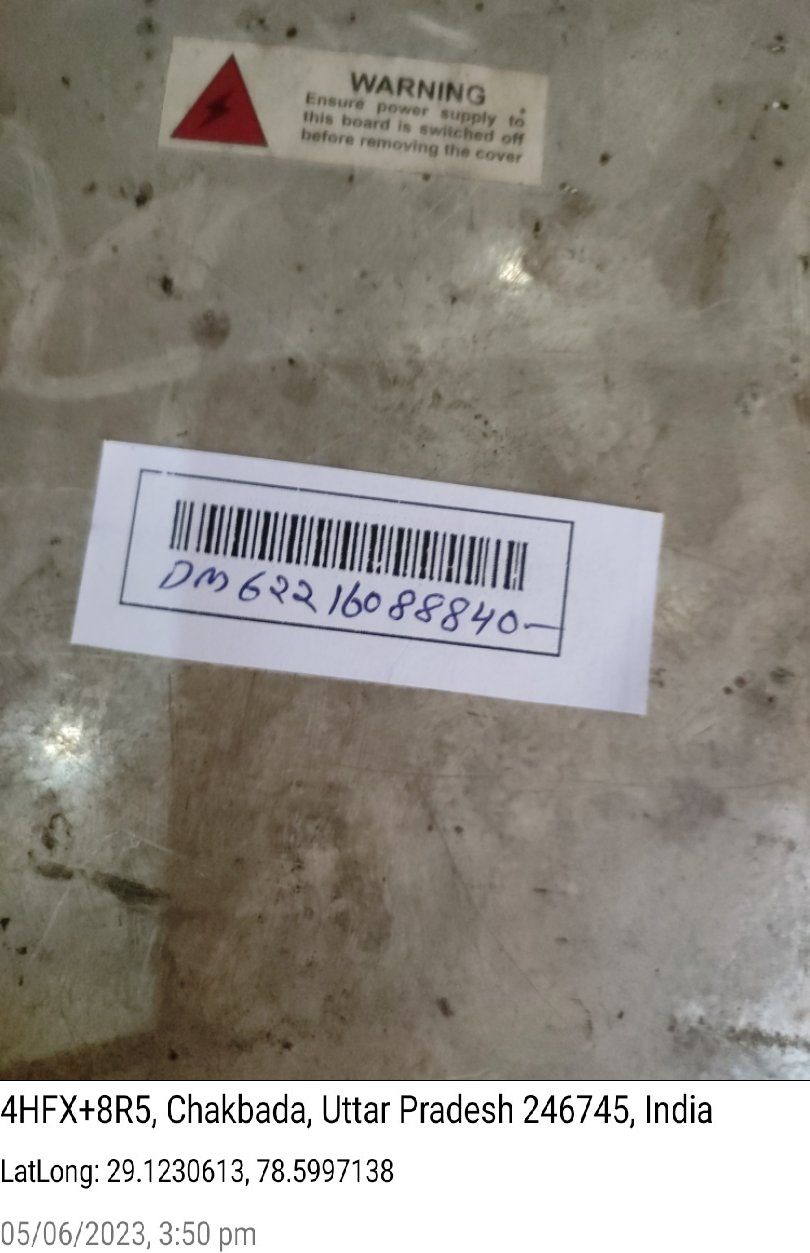 WARNING
Ensure power supply to
this board is switched off
before removing the cover
DM62216088840-
4HFX+8R5, Chakbada, Uttar Pradesh 246745, India
LatLong: 29.1230613, 78.5997138
05/06/2023, 3:50 pm